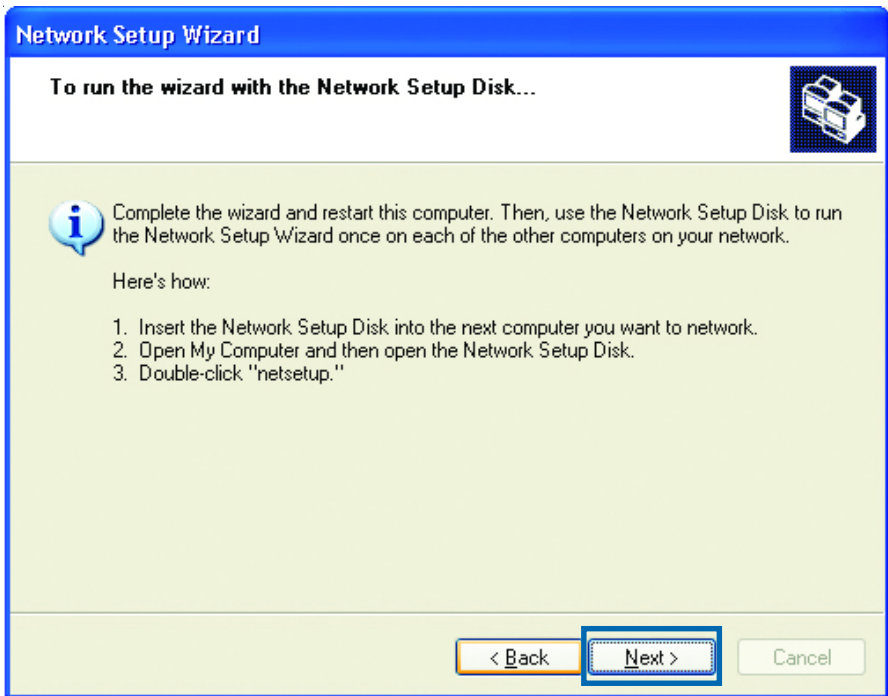 Network Setup Wizard
To run the wizard with the Network Setup Disk...
Complete the wizard and restart this computer. Then, use the Network Setup Disk to run
the Network Setup Wizard once on each of the other computers on your network.
Here's how:
1. Insert the Network Setup Disk into the next computer you want to network.
2. Open My Computer and then open the Network Setup Disk.
3. Double-click "netsetup."
< Back
Next >
Cancel